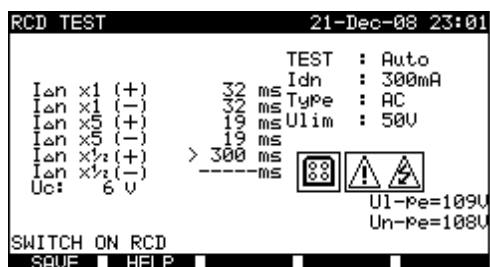 RCD TEST 21-Dec-08 23:01
TEST : Auto
Idn : 300mA
Type : AC
Ulim : 50V
IΔn x1 (+) 32 ms
IΔn x1 (-) 32 ms
IΔn x5 (+) 19 ms
IΔn x5 (-) 19 ms
IΔn x½ (+) > 300 ms
IΔn x½ (-) -----ms
Uc: 6 V
Ul-pe=109V
Un-pe=108V
SWITCH ON RCD
SAVE HELP